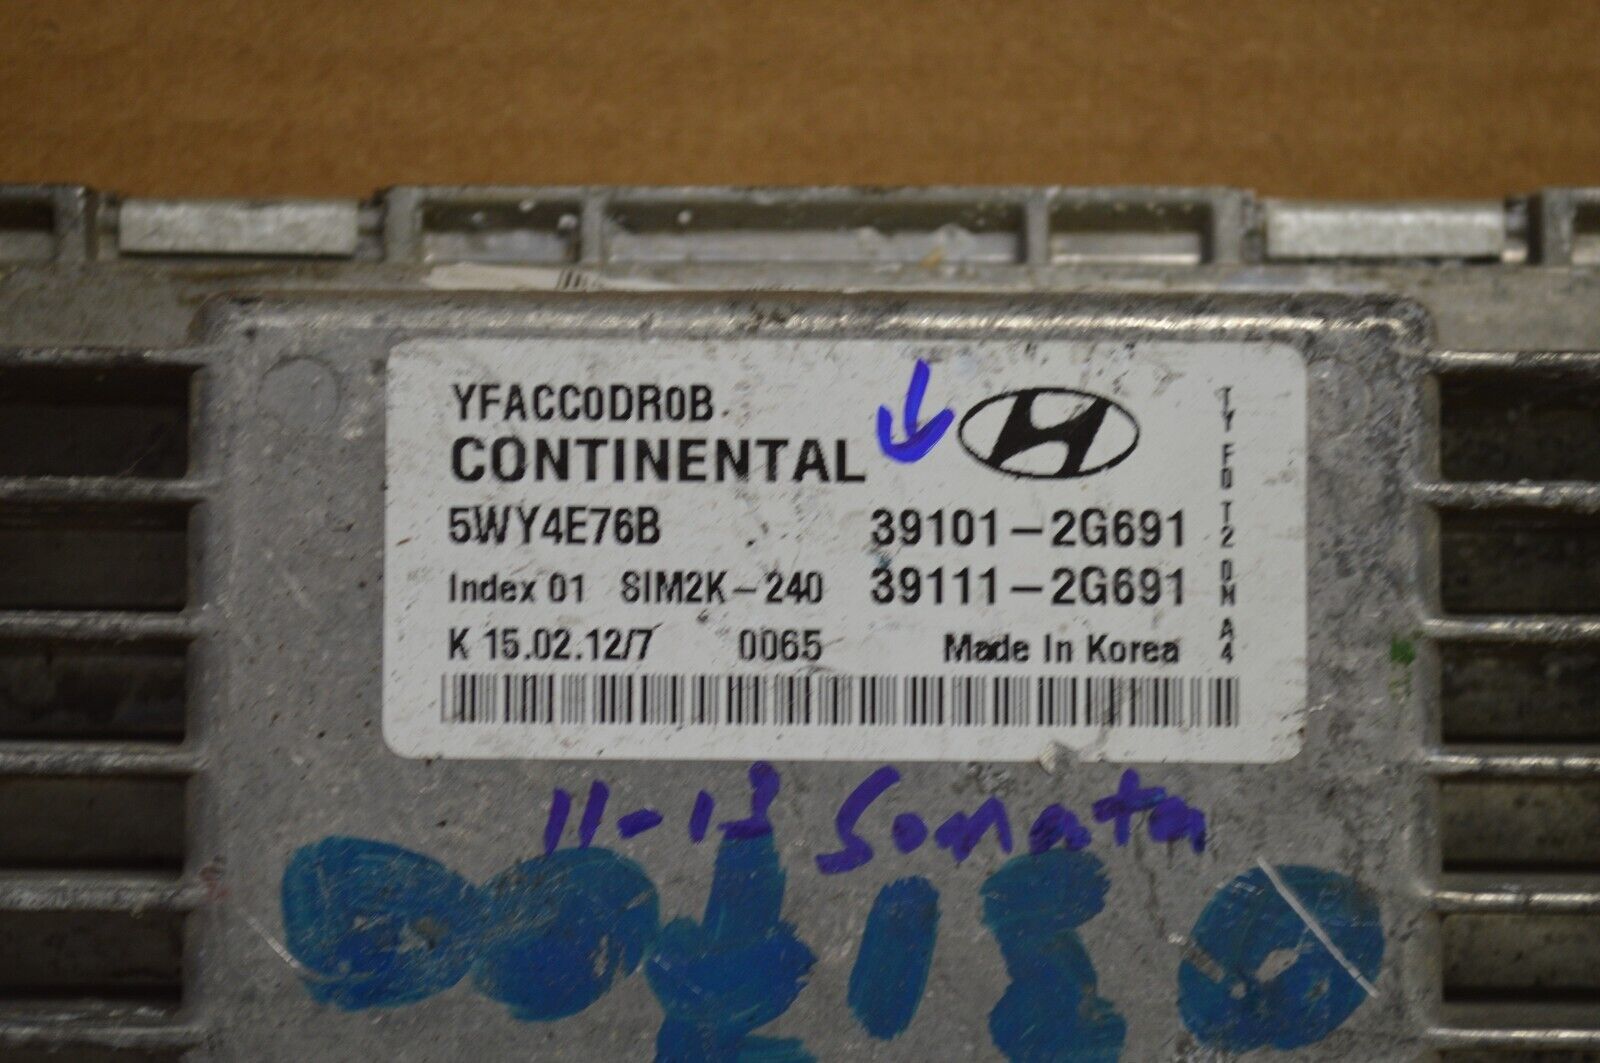 YFACC0DR0B
CONTINENTAL
5WY4E76B 39101-2G691
Index 01 SIM2K-240 39111-2G691
K 15.02.12/7 0065 Made In Korea
TYF0T20NA4
11-13 Sonata